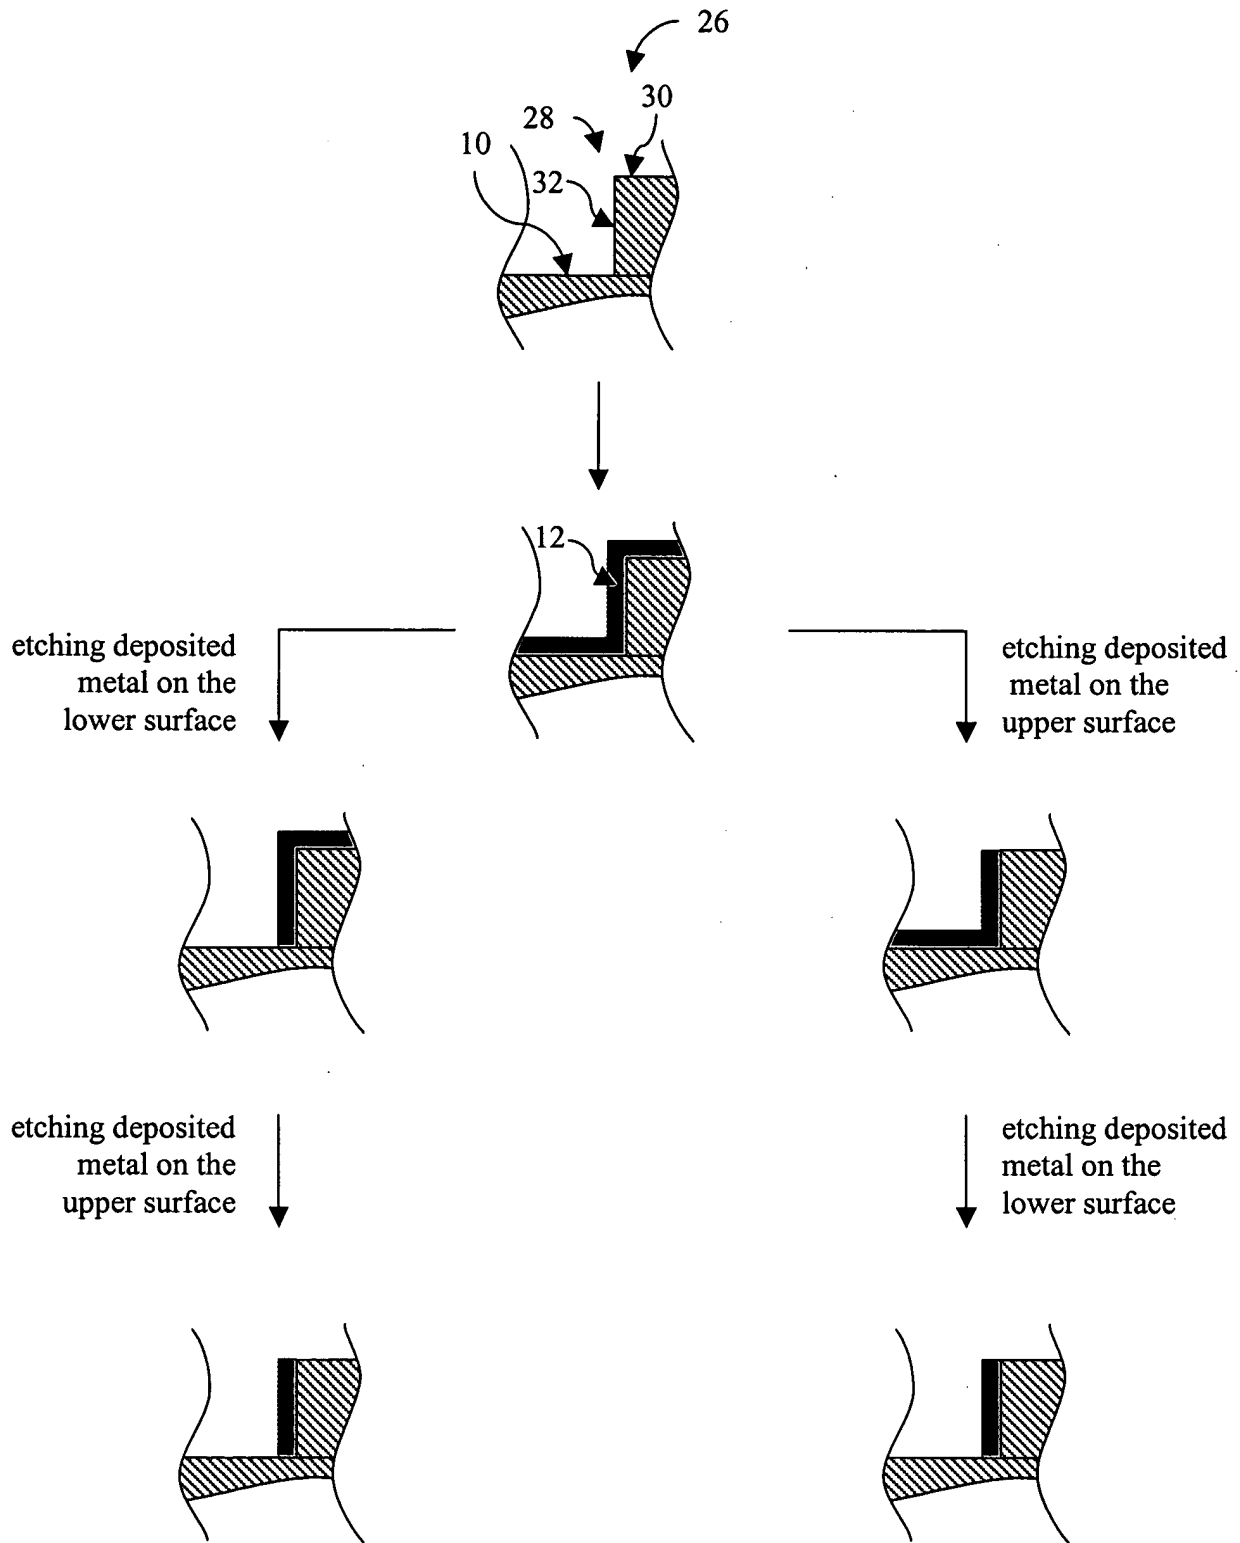 26
30
28
10
32
12
etching deposited
metal on the
lower surface
etching deposited
metal on the
upper surface
etching deposited
metal on the
upper surface
etching deposited
metal on the
lower surface